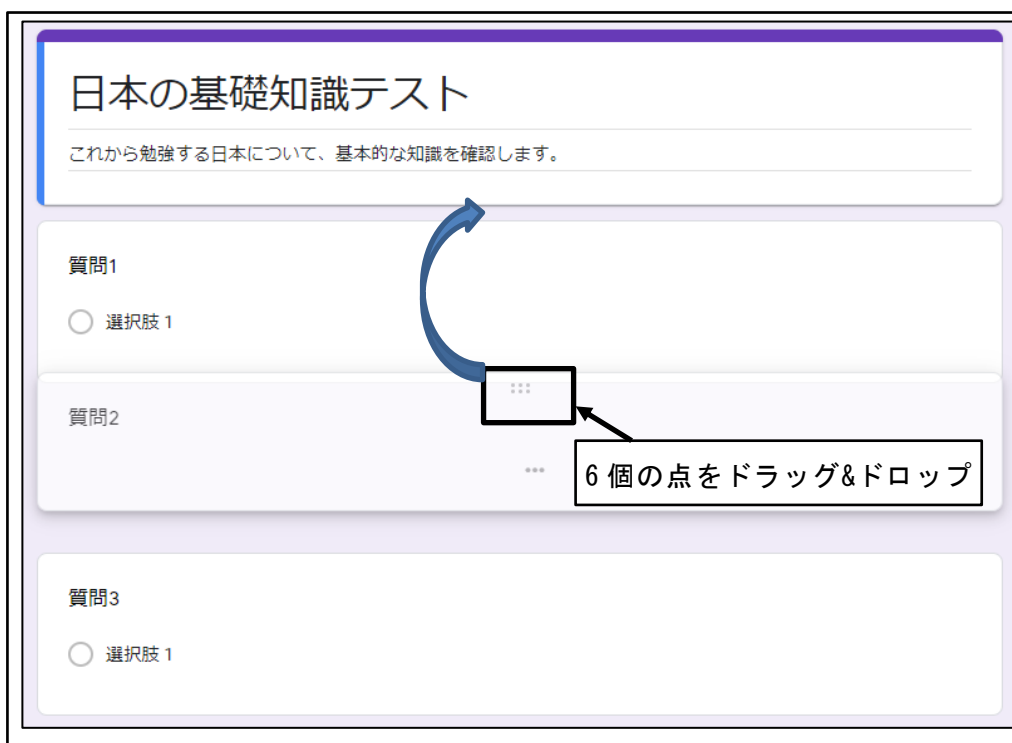 日本の基礎知識テスト
これから勉強する日本について、基本的な知識を確認します。
質問1
選択肢 1
質問2
6個の点をドラッグ&ドロップ
質問3
選択肢 1